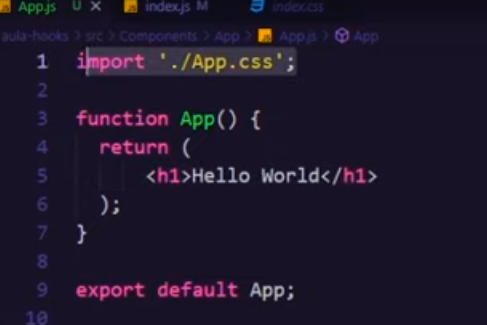 App.js U × index.js M index.css
aula-hooks > src > Components > App > App.js > App
1 import './App.css';
2
3 function App() {
4 return (
5 <h1>Hello World</h1>
6 );
7 }
8
9 export default App;
10